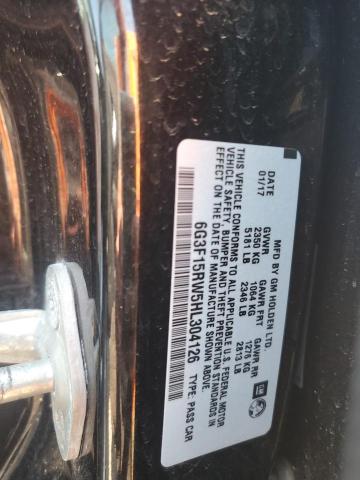 MFD BY GM HOLDEN LTD.
DATE GVWR GAWR FRT GAWR RR
01/17 2350 KG 1064 KG 1276 KG
5181 LB 2346 LB 2813 LB
THIS VEHICLE CONFORMS TO ALL APPLICABLE U.S. FEDERAL MOTOR
VEHICLE SAFETY, BUMPER, AND THEFT PREVENTION STANDARDS IN
EFFECT ON THE DATE OF MANUFACTURE SHOWN ABOVE.
6G3F15RW5HL304126 TYPE: PASS CAR
GM